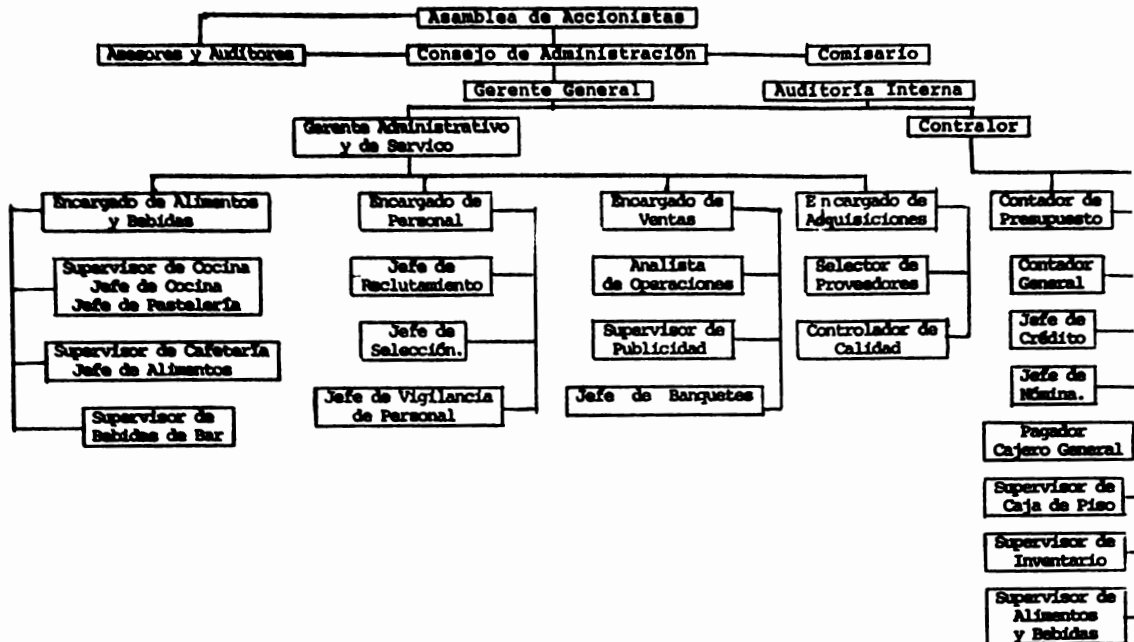 Asamblea de Accionistas
Asesores y Auditores
Consejo de Administración
Comisario
Gerente General
Auditoría Interna
Gerente Administrativo
y de Servico
Contralor
Encargado de Alimentos
y Bebidas
Supervisor de Cocina
Jefe de Cocina
Jefe de Pastelería
Supervisor de Cafetería
Jefe de Alimentos
Supervisor de
Bebidas de Bar
Encargado de
Personal
Jefe de
Reclutamiento
Jefe de
Selección.
Jefe de Vigilancia
de Personal
Encargado de
Ventas
Analista
de Operaciones
Supervisor de
Publicidad
Jefe de Banquetes
Encargado de
Adquisiciones
Selector de
Proveedores
Controlador de
Calidad
Contador de
Presupuesto
Contador
General
Jefe de
Crédito
Jefe de
Nómina.
Pagador
Cajero General
Supervisor de
Caja de Piso
Supervisor de
Inventario
Supervisor de
Alimentos
y Bebidas